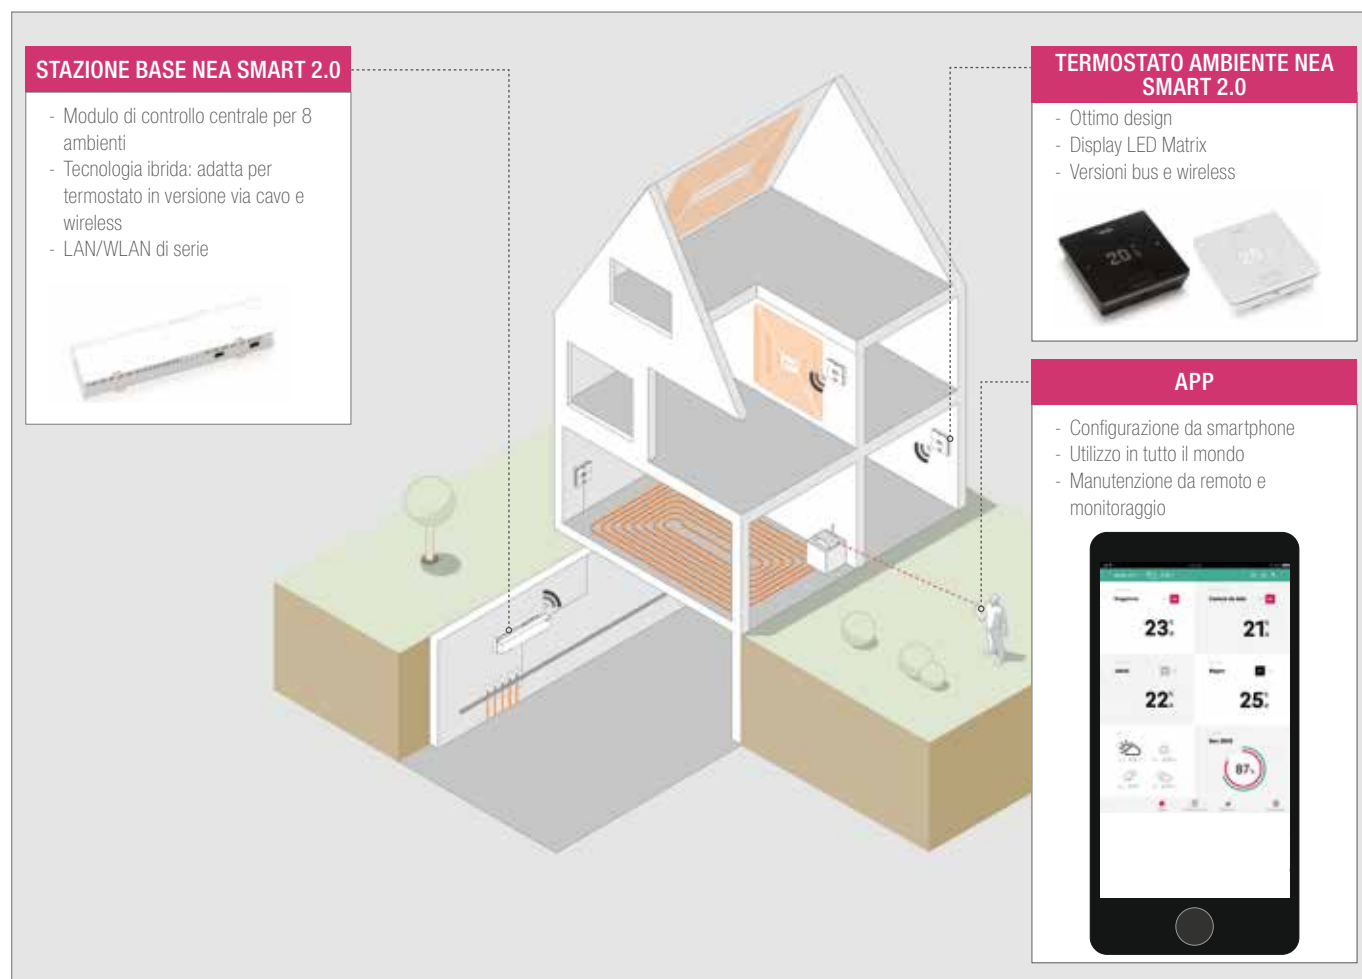 STAZIONE BASE NEA SMART 2.0
- Modulo di controllo centrale per 8
ambienti
- Tecnologia ibrida: adatta per
termostato in versione via cavo e
wireless
- LAN/WLAN di serie
TERMOSTATO AMBIENTE NEA
SMART 2.0
- Ottimo design
- Display LED Matrix
- Versioni bus e wireless
20
20
APP
- Configurazione da smartphone
- Utilizzo in tutto il mondo
- Manutenzione da remoto e
monitoraggio
23°
21°
22°
25°
87%